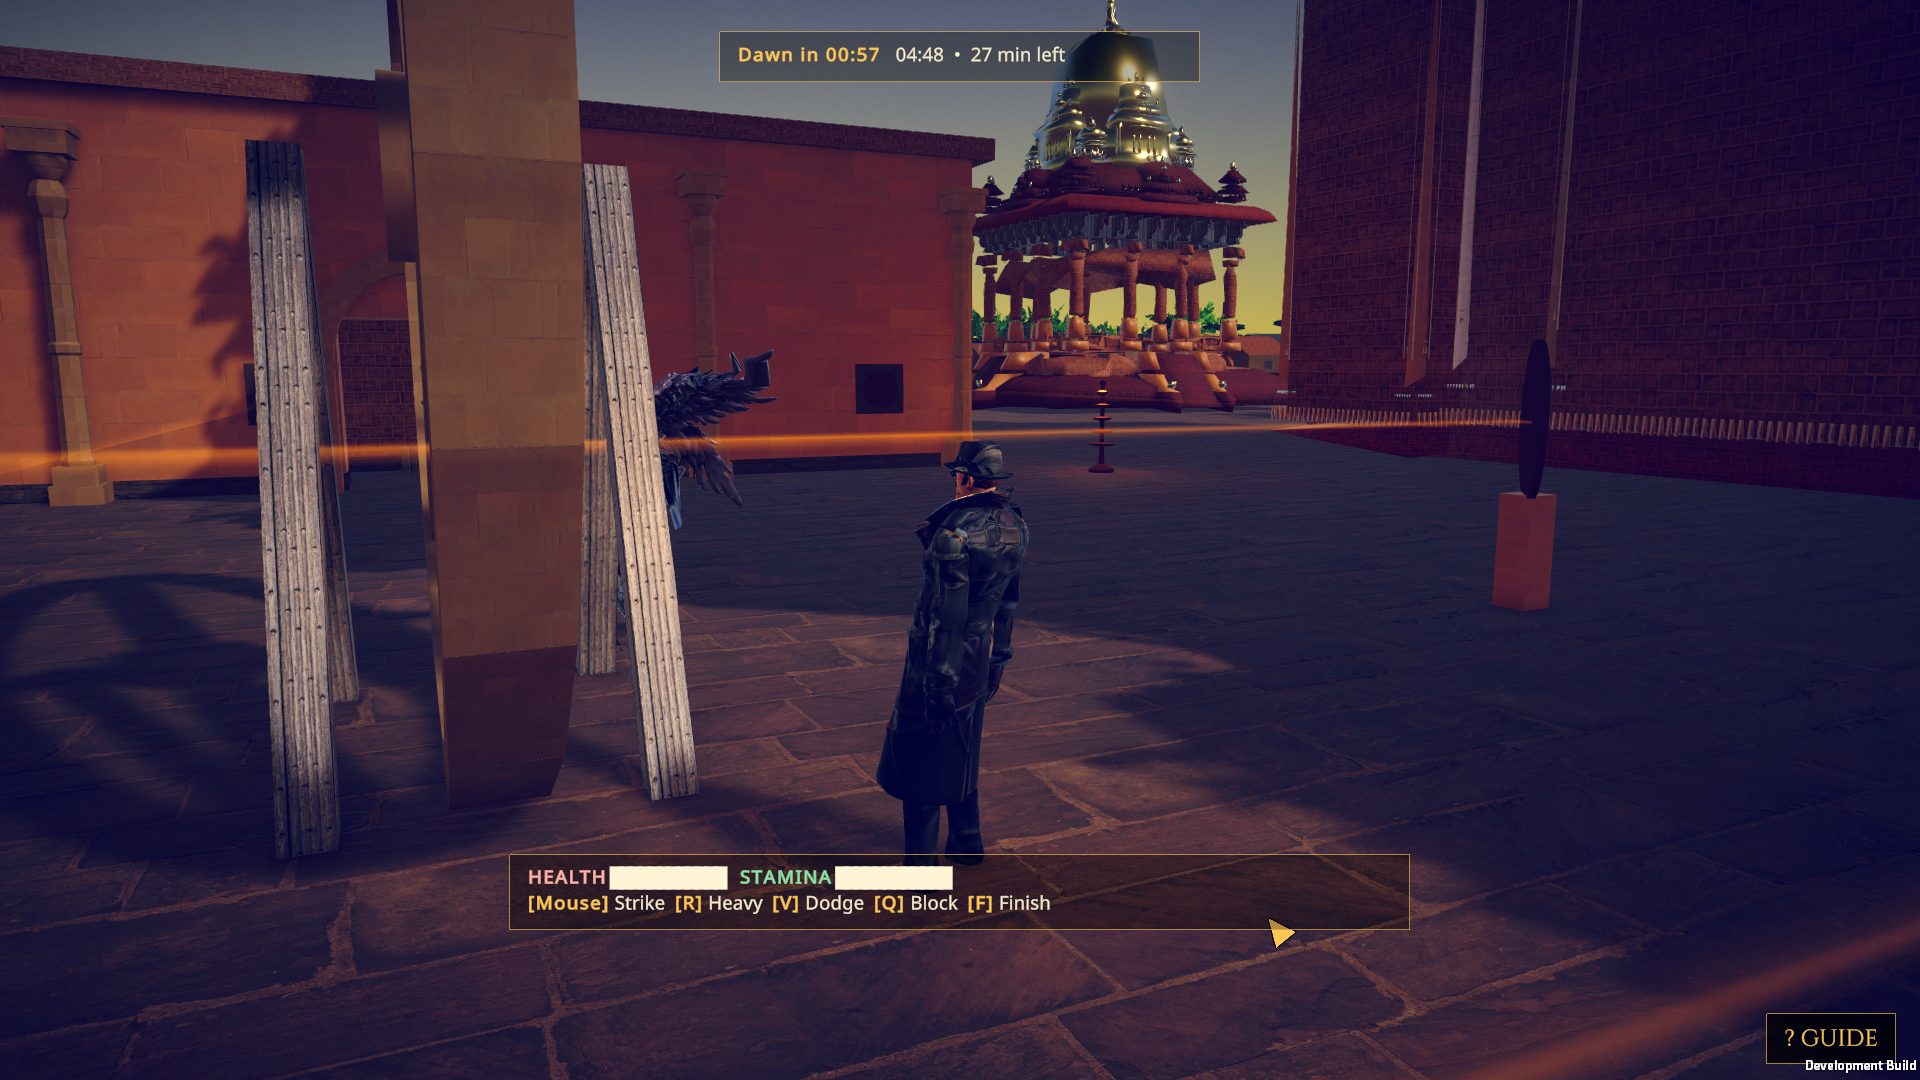 Dawn in 00:57 04:48 • 27 min left
HEALTH STAMINA
[Mouse] Strike [R] Heavy [V] Dodge [Q] Block [F] Finish
? GUIDE
Development Build